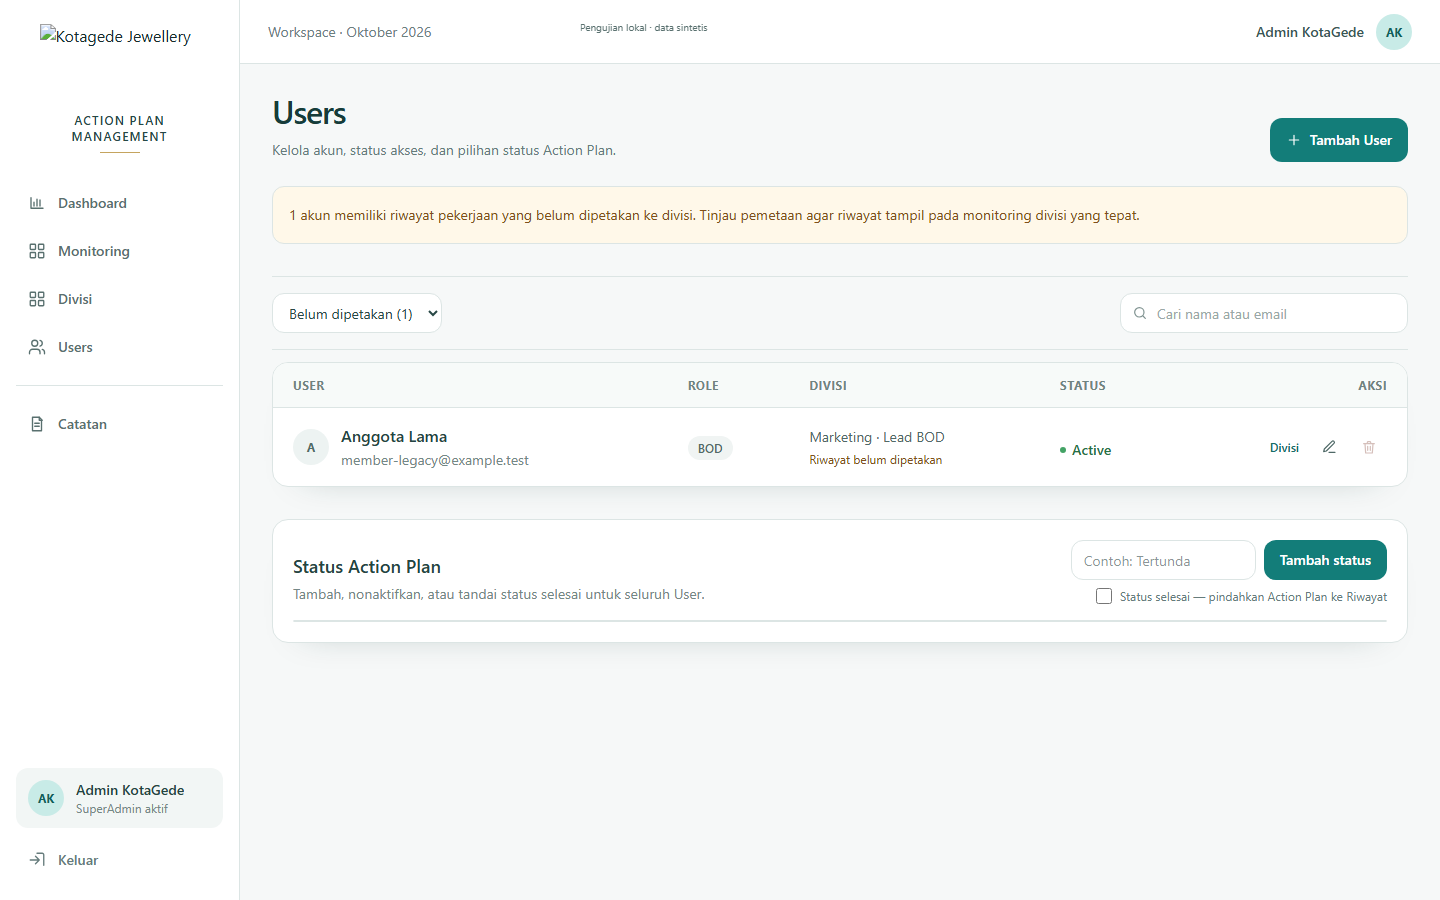 Kotagede Jewellery
ACTION PLAN
MANAGEMENT
Dashboard
Monitoring
Divisi
Users
Catatan
AK
Admin KotaGede
SuperAdmin aktif
Keluar
Workspace · Oktober 2026
Pengujian lokal · data sintetis
Admin KotaGede
AK
Users
Kelola akun, status akses, dan pilihan status Action Plan.
+ Tambah User
1 akun memiliki riwayat pekerjaan yang belum dipetakan ke divisi. Tinjau pemetaan agar riwayat tampil pada monitoring divisi yang tepat.
Belum dipetakan (1)
Cari nama atau email
USER ROLE DIVISI STATUS AKSI
A
Anggota Lama
member-legacy@example.test
BOD
Marketing · Lead BOD
Riwayat belum dipetakan
Active
Divisi
Status Action Plan
Tambah, nonaktifkan, atau tandai status selesai untuk seluruh User.
Contoh: Tertunda
Tambah status
Status selesai — pindahkan Action Plan ke Riwayat